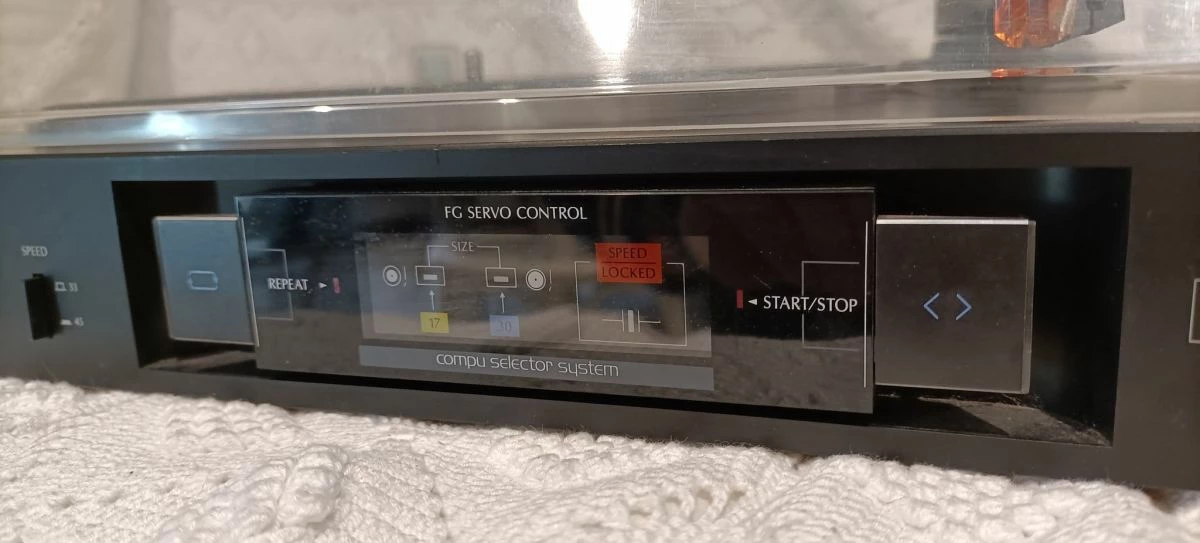 FG SERVO CONTROL
SPEED
33
45
REPEAT
SIZE
17
30
SPEED
LOCKED
START/STOP
compu selector system